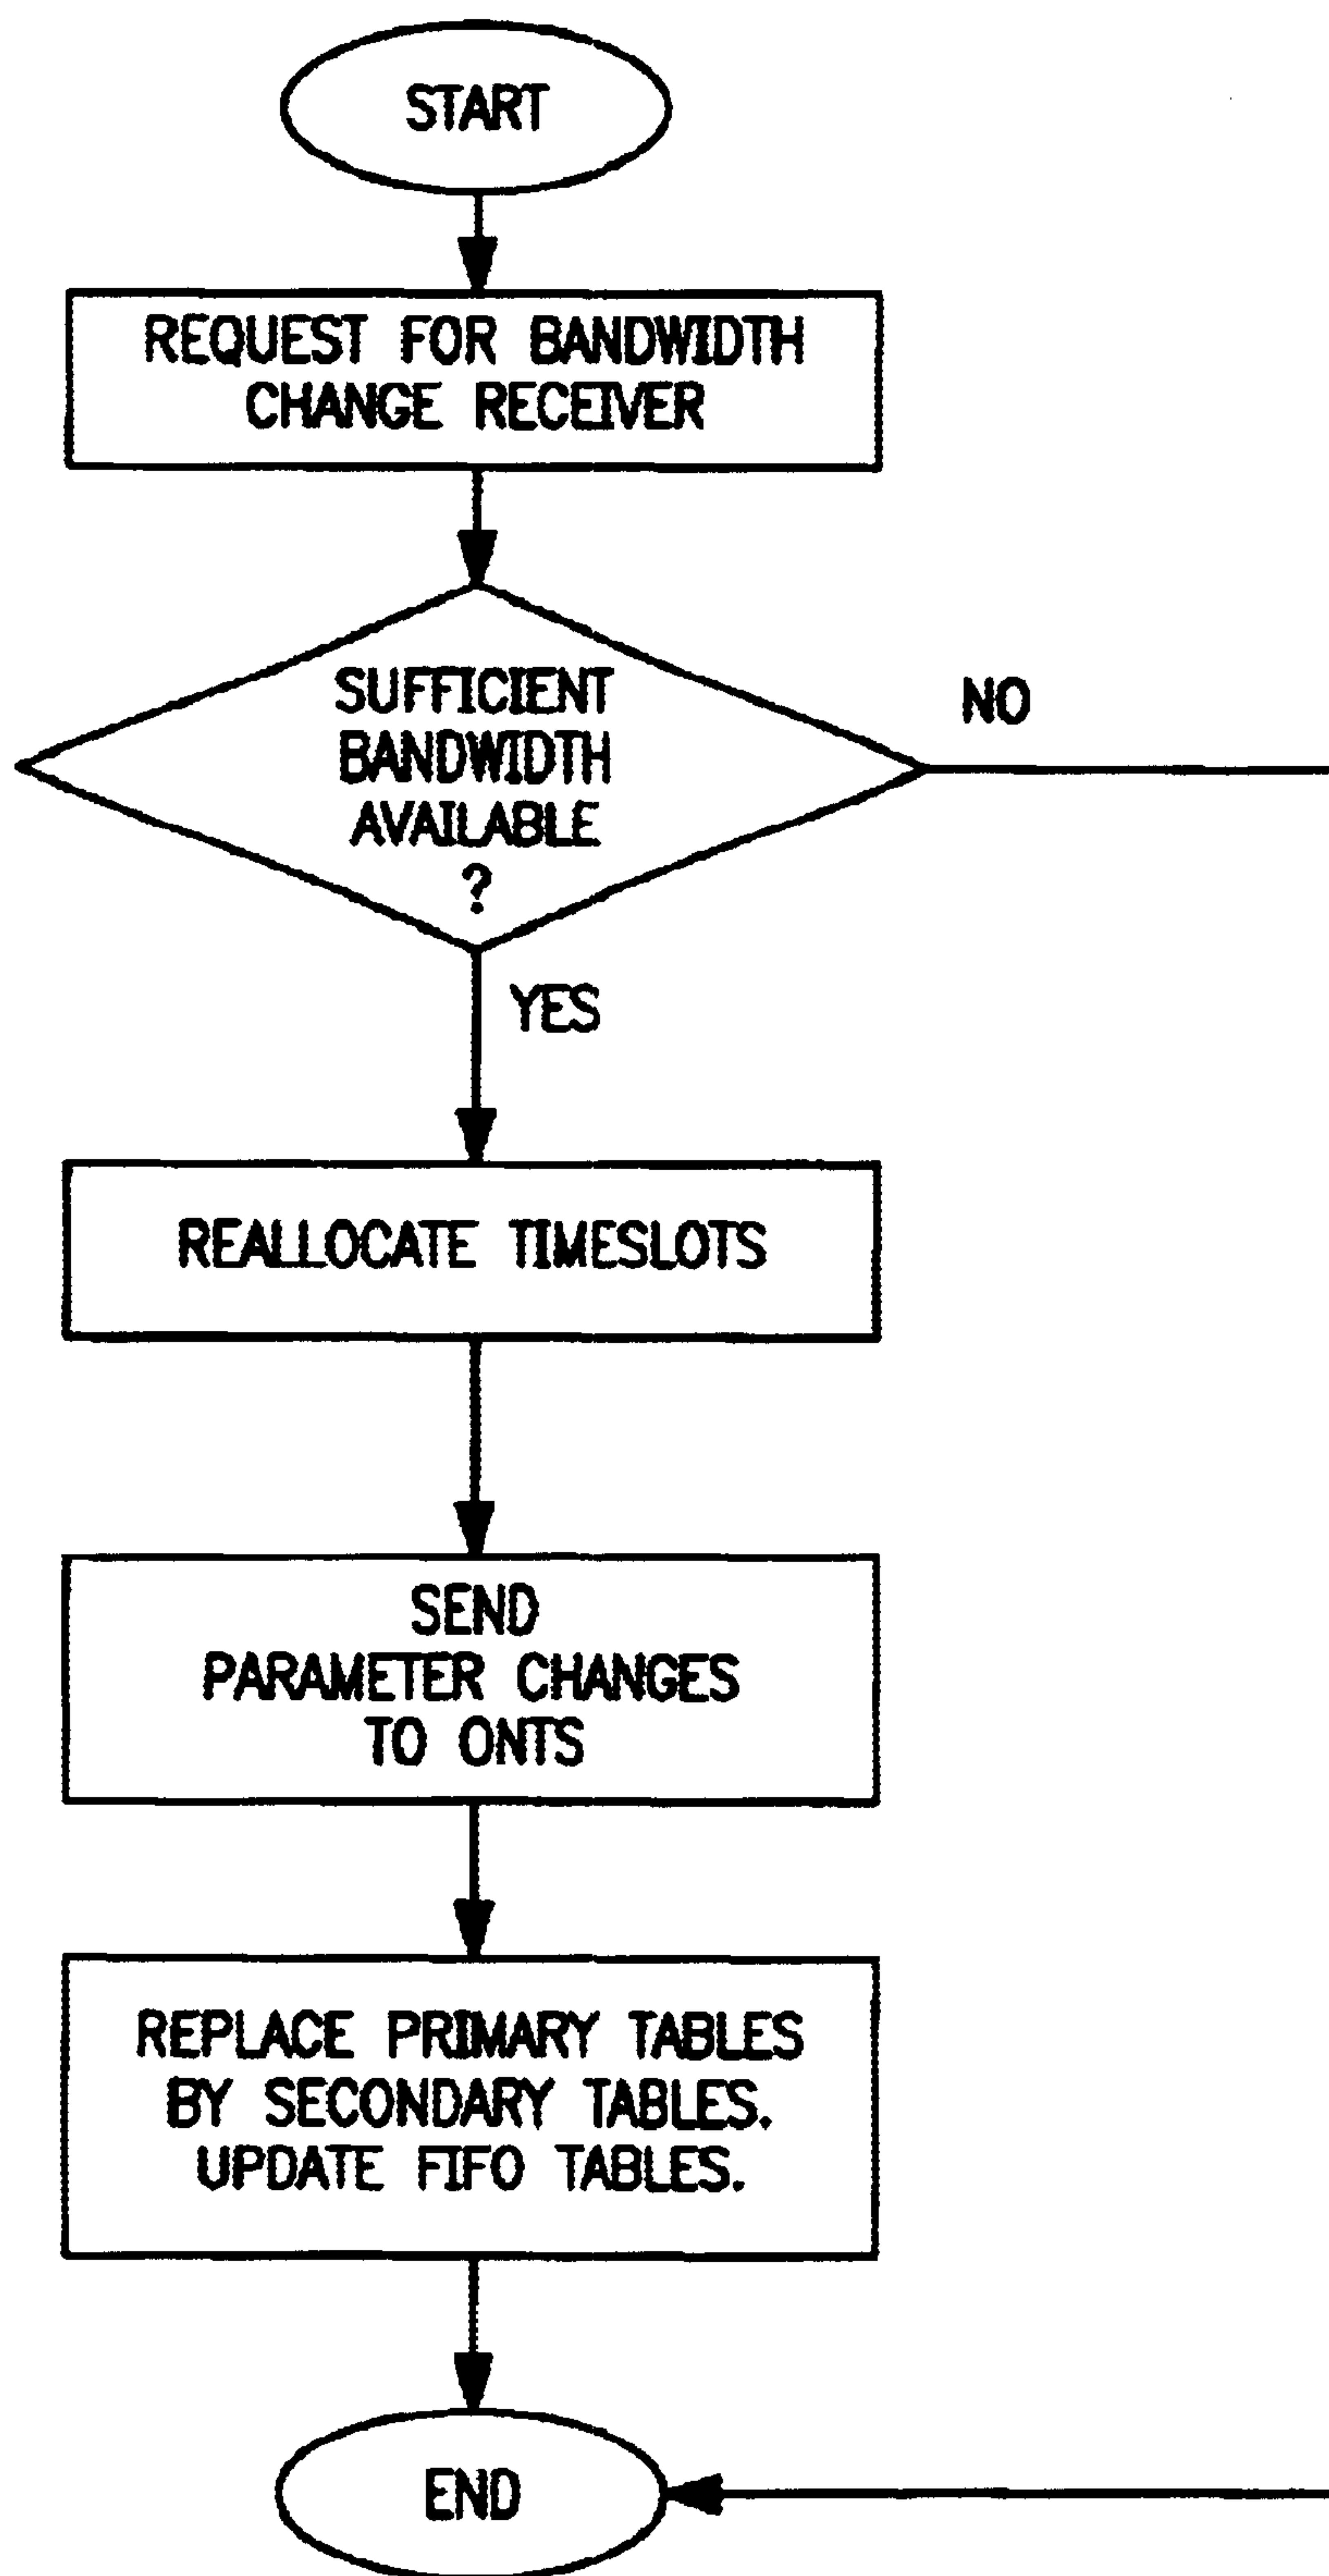 START
REQUEST FOR BANDWIDTH
CHANGE RECEIVER
SUFFICIENT
BANDWIDTH
AVAILABLE
?
NO
YES
REALLOCATE TIMESLOTS
SEND
PARAMETER CHANGES
TO ONTS
REPLACE PRIMARY TABLES
BY SECONDARY TABLES.
UPDATE FIFO TABLES.
END